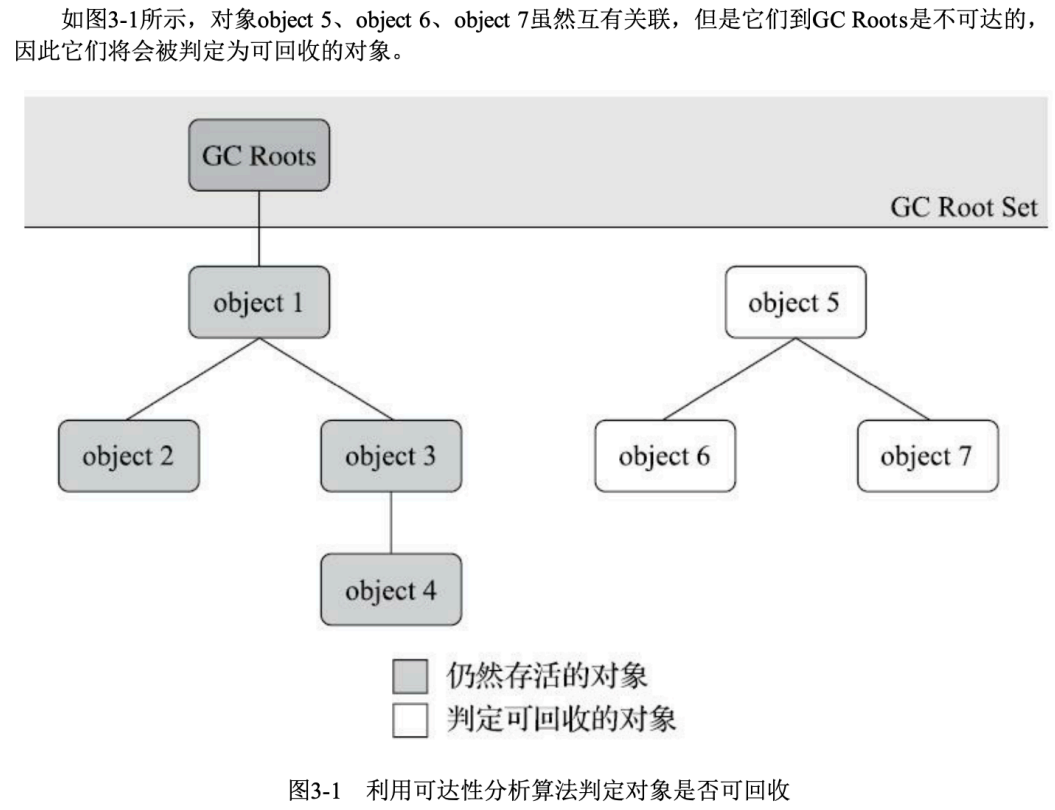 如图3-1所示，对象object 5、object 6、object 7虽然互有关联，但是它们到GC Roots是不可达的，
因此它们将会被判定为可回收的对象。
GC Roots
GC Root Set
object 1
object 5
object 2
object 3
object 6
object 7
object 4
仍然存活的对象
判定可回收的对象
图3-1 利用可达性分析算法判定对象是否可回收